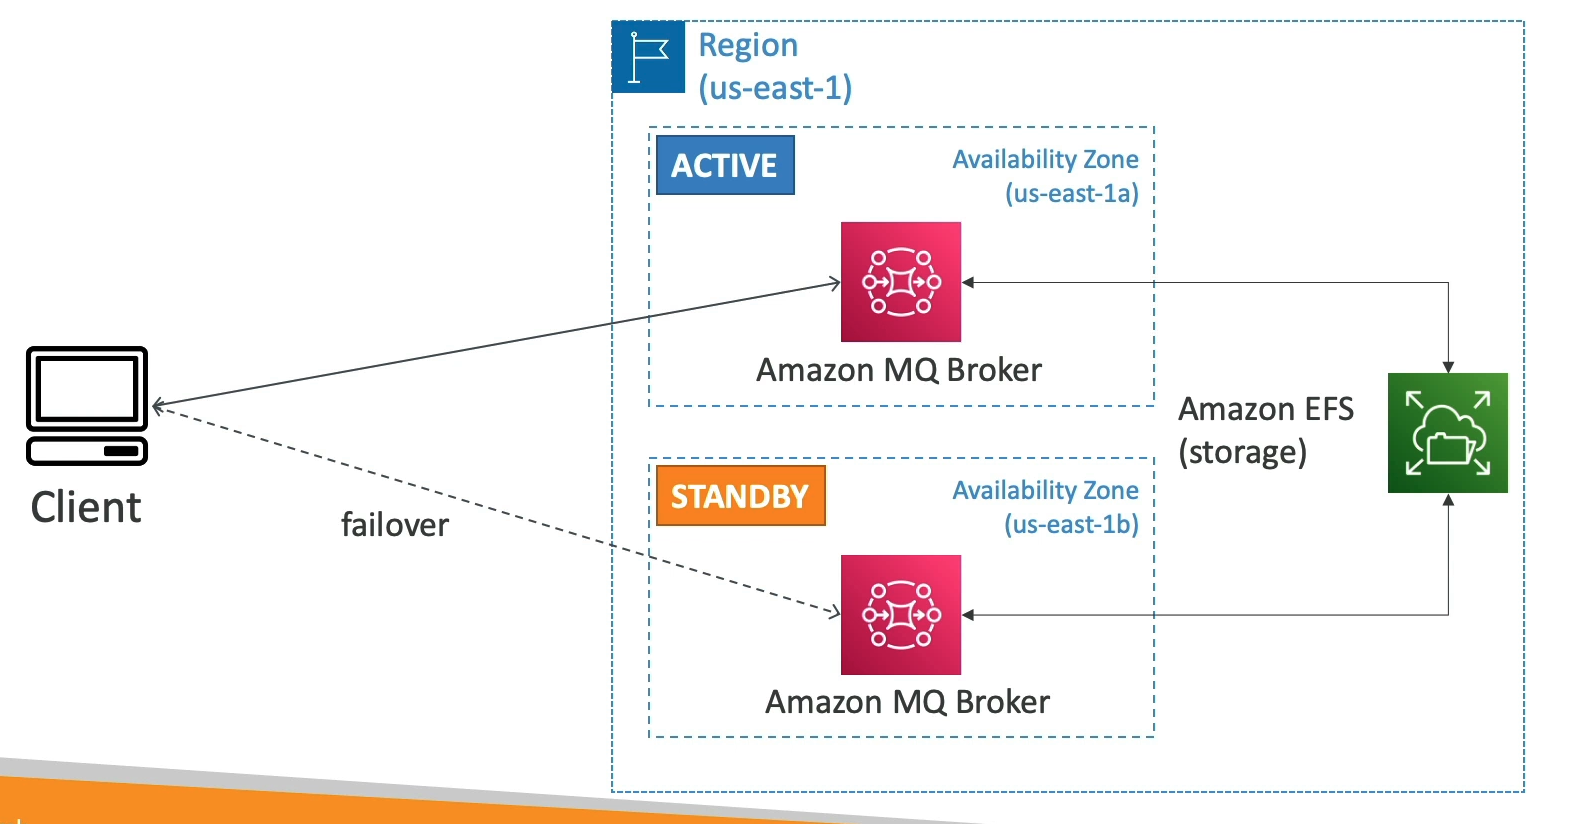 Region
(us-east-1)
ACTIVE
Availability Zone
(us-east-1a)
Amazon MQ Broker
Client
failover
Amazon EFS
(storage)
STANDBY
Availability Zone
(us-east-1b)
Amazon MQ Broker